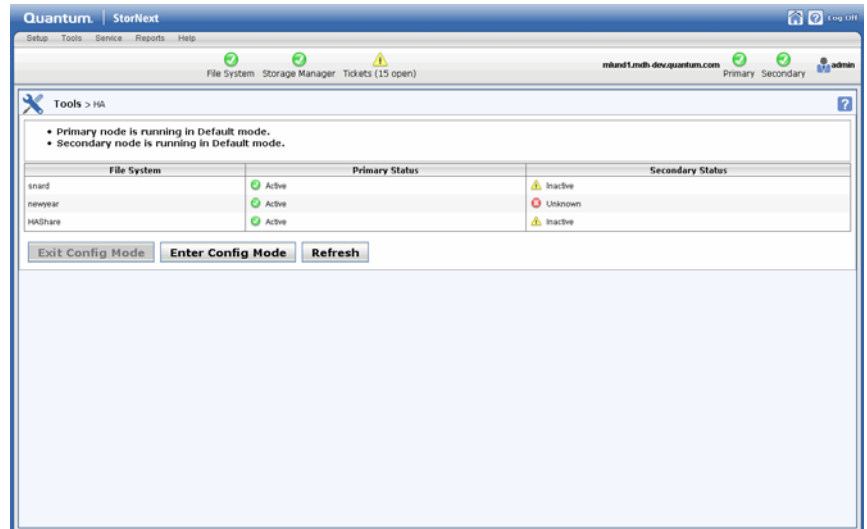 Quantum. StorNext Log Off
Setup Tools Service Reports Help
File System Storage Manager Tickets (15 open) mlund1.mdh-dev.quantum.com Primary Secondary admin
Tools > HA
• Primary node is running in Default mode.
• Secondary node is running in Default mode.
File System Primary Status Secondary Status
snard Active Inactive
newyear Active Unknown
HAShare Active Inactive
Exit Config Mode Enter Config Mode Refresh